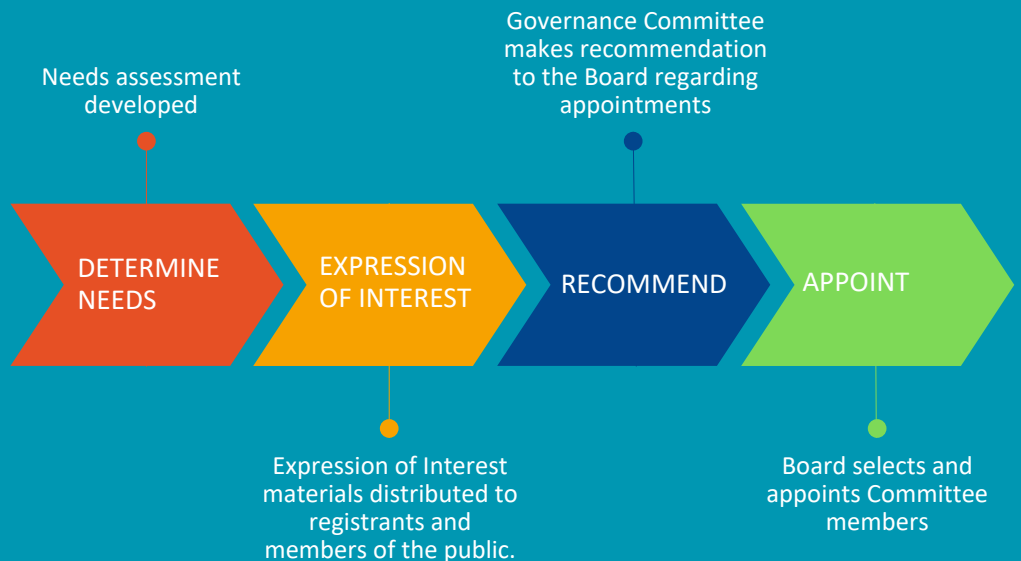 Needs assessment
developed
Governance Committee
makes recommendation
to the Board regarding
appointments
DETERMINE
NEEDS
EXPRESSION
OF INTEREST
RECOMMEND
APPOINT
Expression of Interest
materials distributed to
registrants and
members of the public.
Board selects and
appoints Committee
members